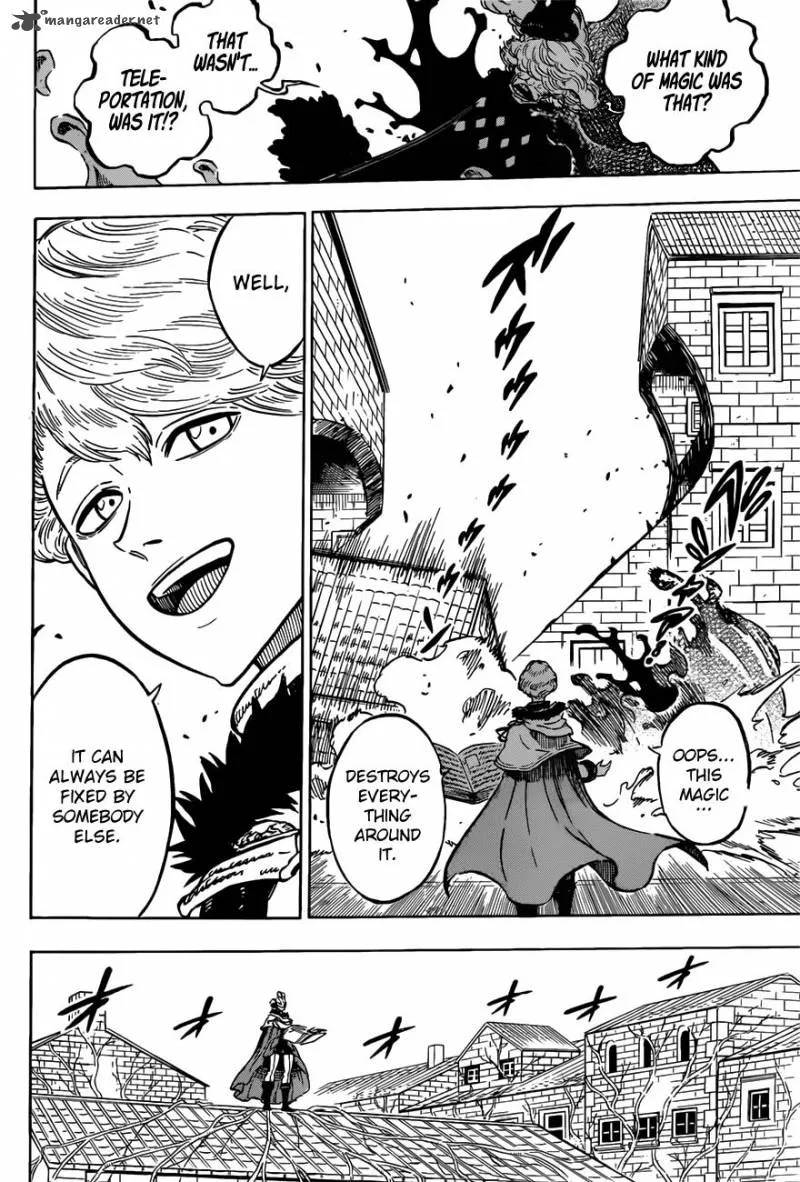 mangareader.net
WHAT KIND
OF MAGIC WAS
THAT?
THAT
WASN'T...
TELE-
PORTATION,
WAS IT!?
OOPS...
THIS
MAGIC
...
DESTROYS
EVERY-
THING
AROUND
IT.
WELL,
IT CAN
ALWAYS BE
FIXED BY
SOMEBODY
ELSE.